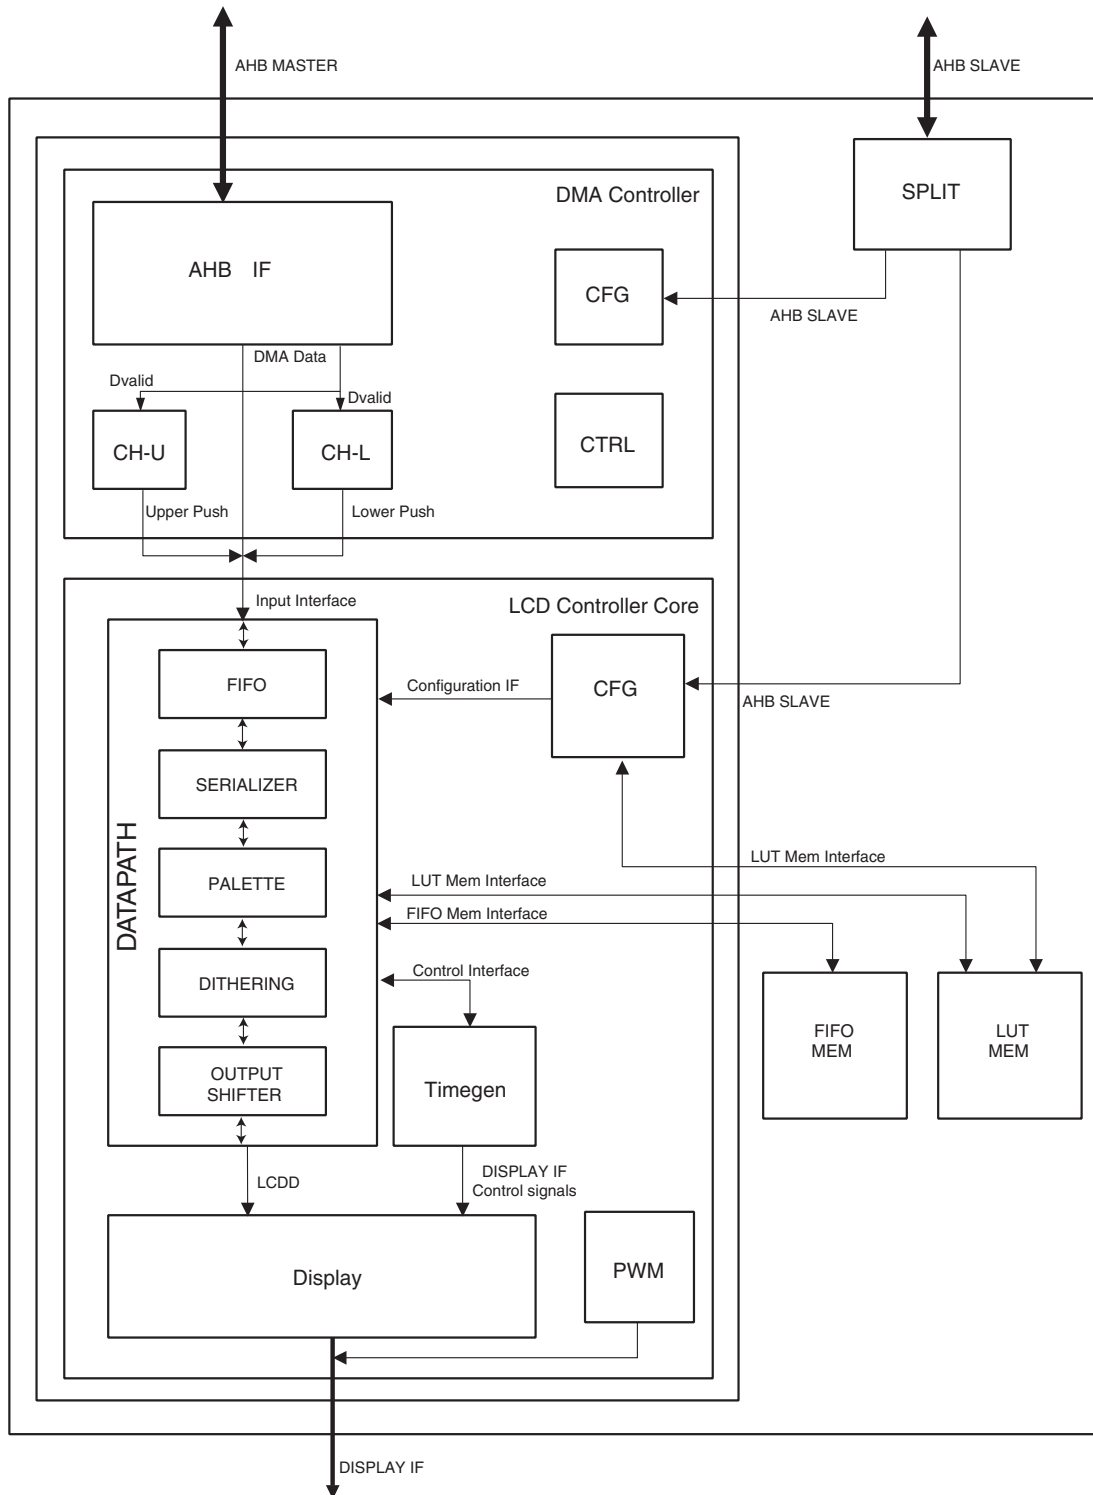 AHB MASTER
AHB SLAVE
DMA Controller
SPLIT
AHB IF
CFG
AHB SLAVE
DMA Data
Dvalid
Dvalid
CH-U
CH-L
CTRL
Upper Push
Lower Push
Input Interface
LCD Controller Core
FIFO
Configuration IF
CFG
AHB SLAVE
SERIALIZER
DATAPATH
PALETTE
LUT Mem Interface
LUT Mem Interface
FIFO Mem Interface
DITHERING
Control Interface
FIFO
MEM
LUT
MEM
OUTPUT
SHIFTER
Timegen
LCDD
DISPLAY IF
Control signals
Display
PWM
DISPLAY IF